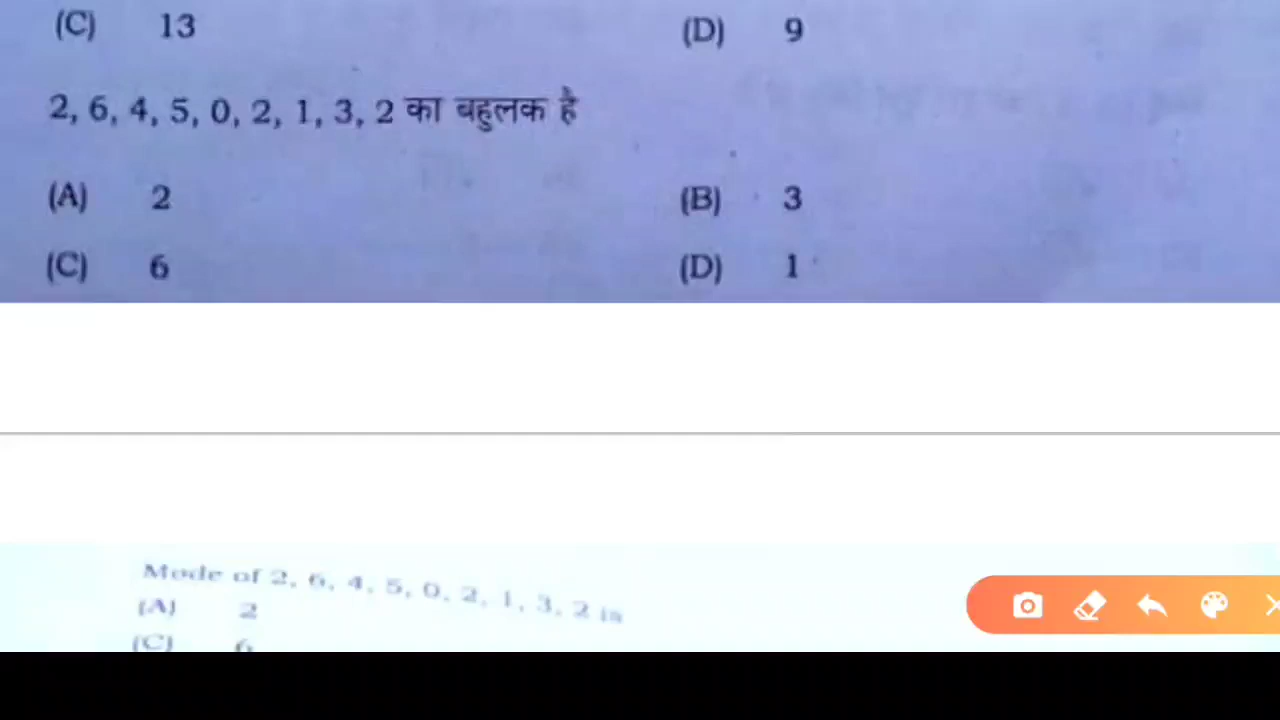 (C) 13 (D) 9
2, 6, 4, 5, 0, 2, 1, 3, 2 का बहुलक है
(A) 2 (B) 3
(C) 6 (D) 1
Mode of 2, 6, 4, 5, 0, 2, 1, 3, 2 is
(A) 2
(C) 6